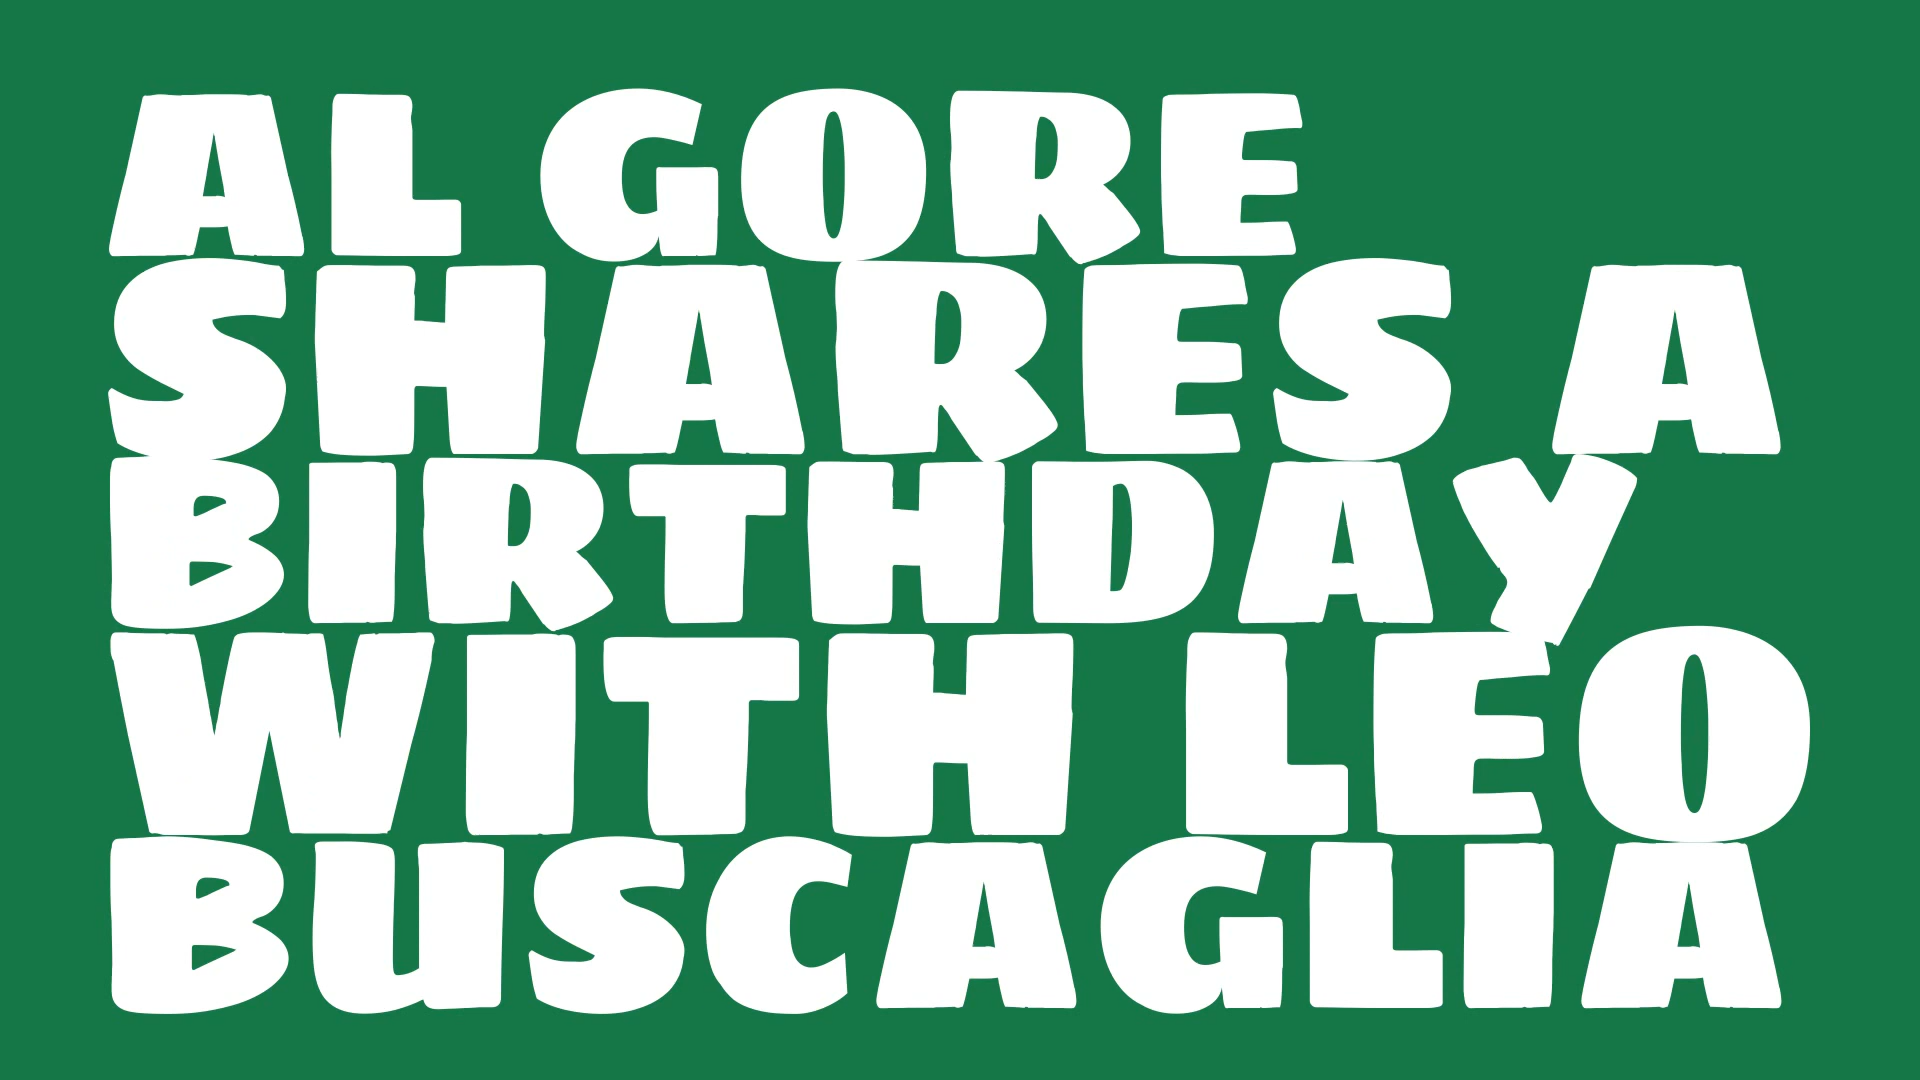 AL GORE
SHARES A
BIRTHDAY
WITH LEO
BUSCAGLIA